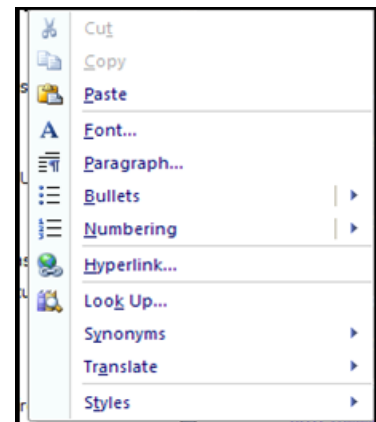 Cut
Copy
Paste
Font...
Paragraph...
Bullets
Numbering
Hyperlink...
Look Up...
Synonyms
Translate
Styles